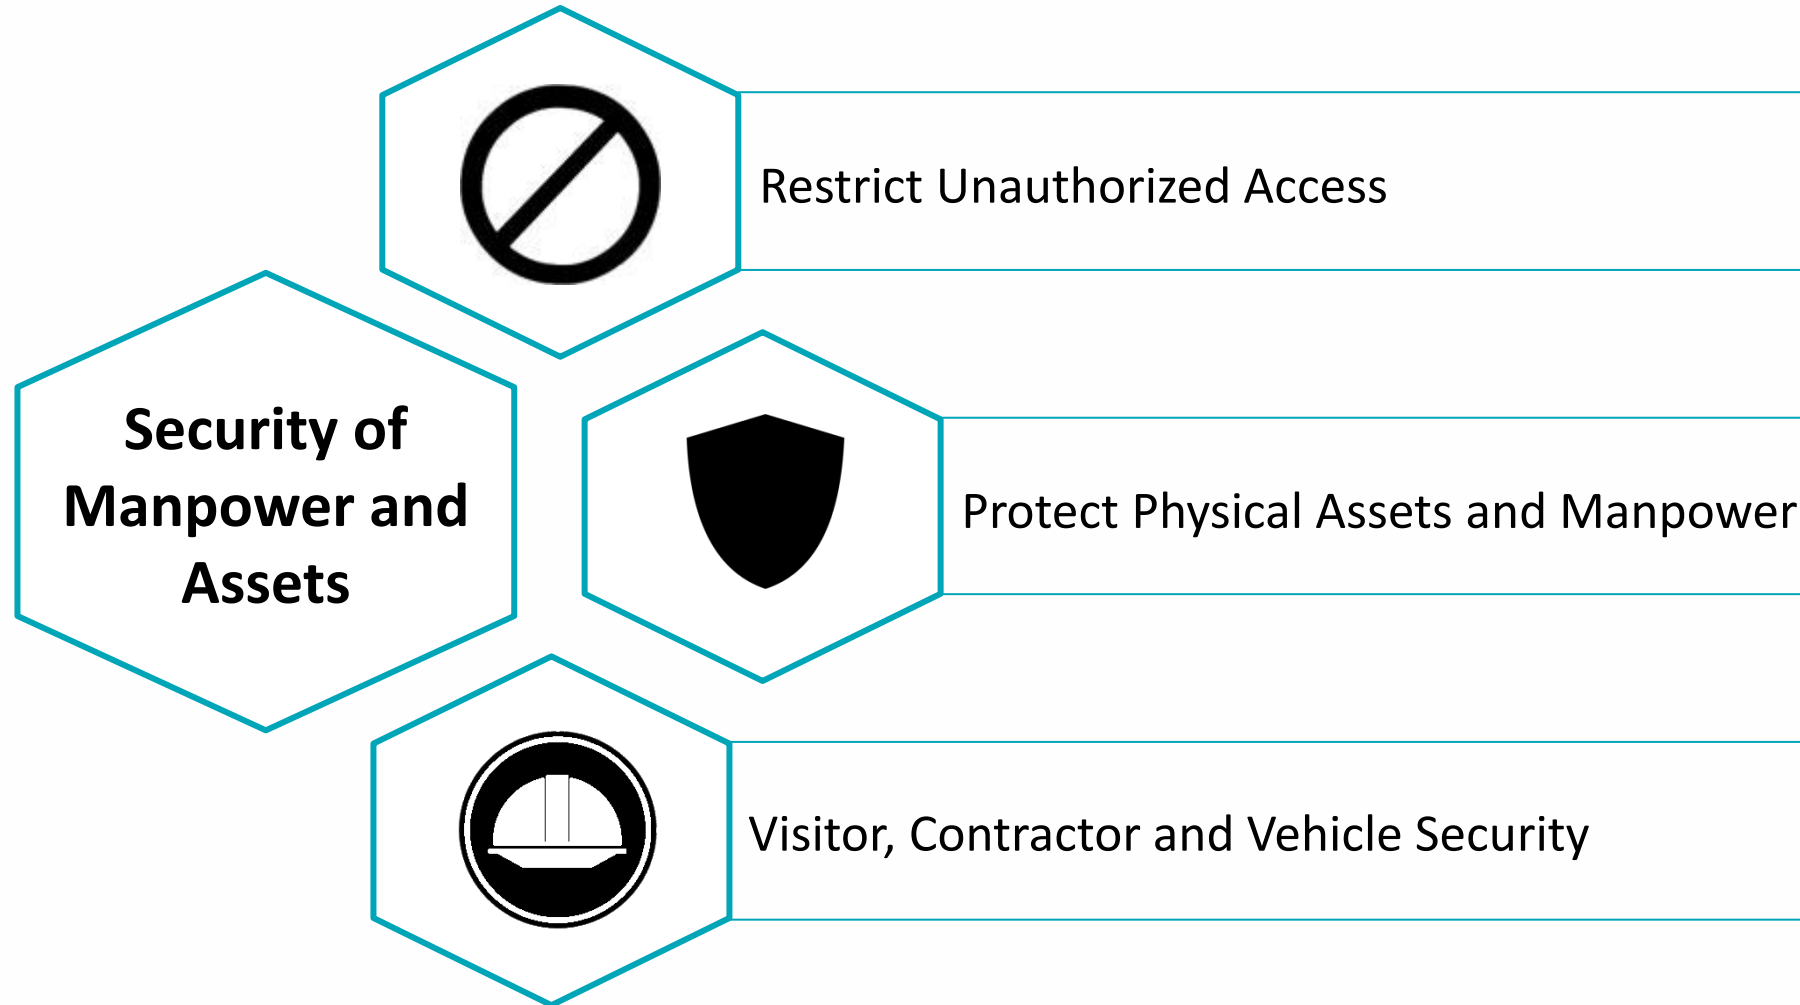 Restrict Unauthorized Access
Security of
Manpower and
Assets
Protect Physical Assets and Manpower
Visitor, Contractor and Vehicle Security